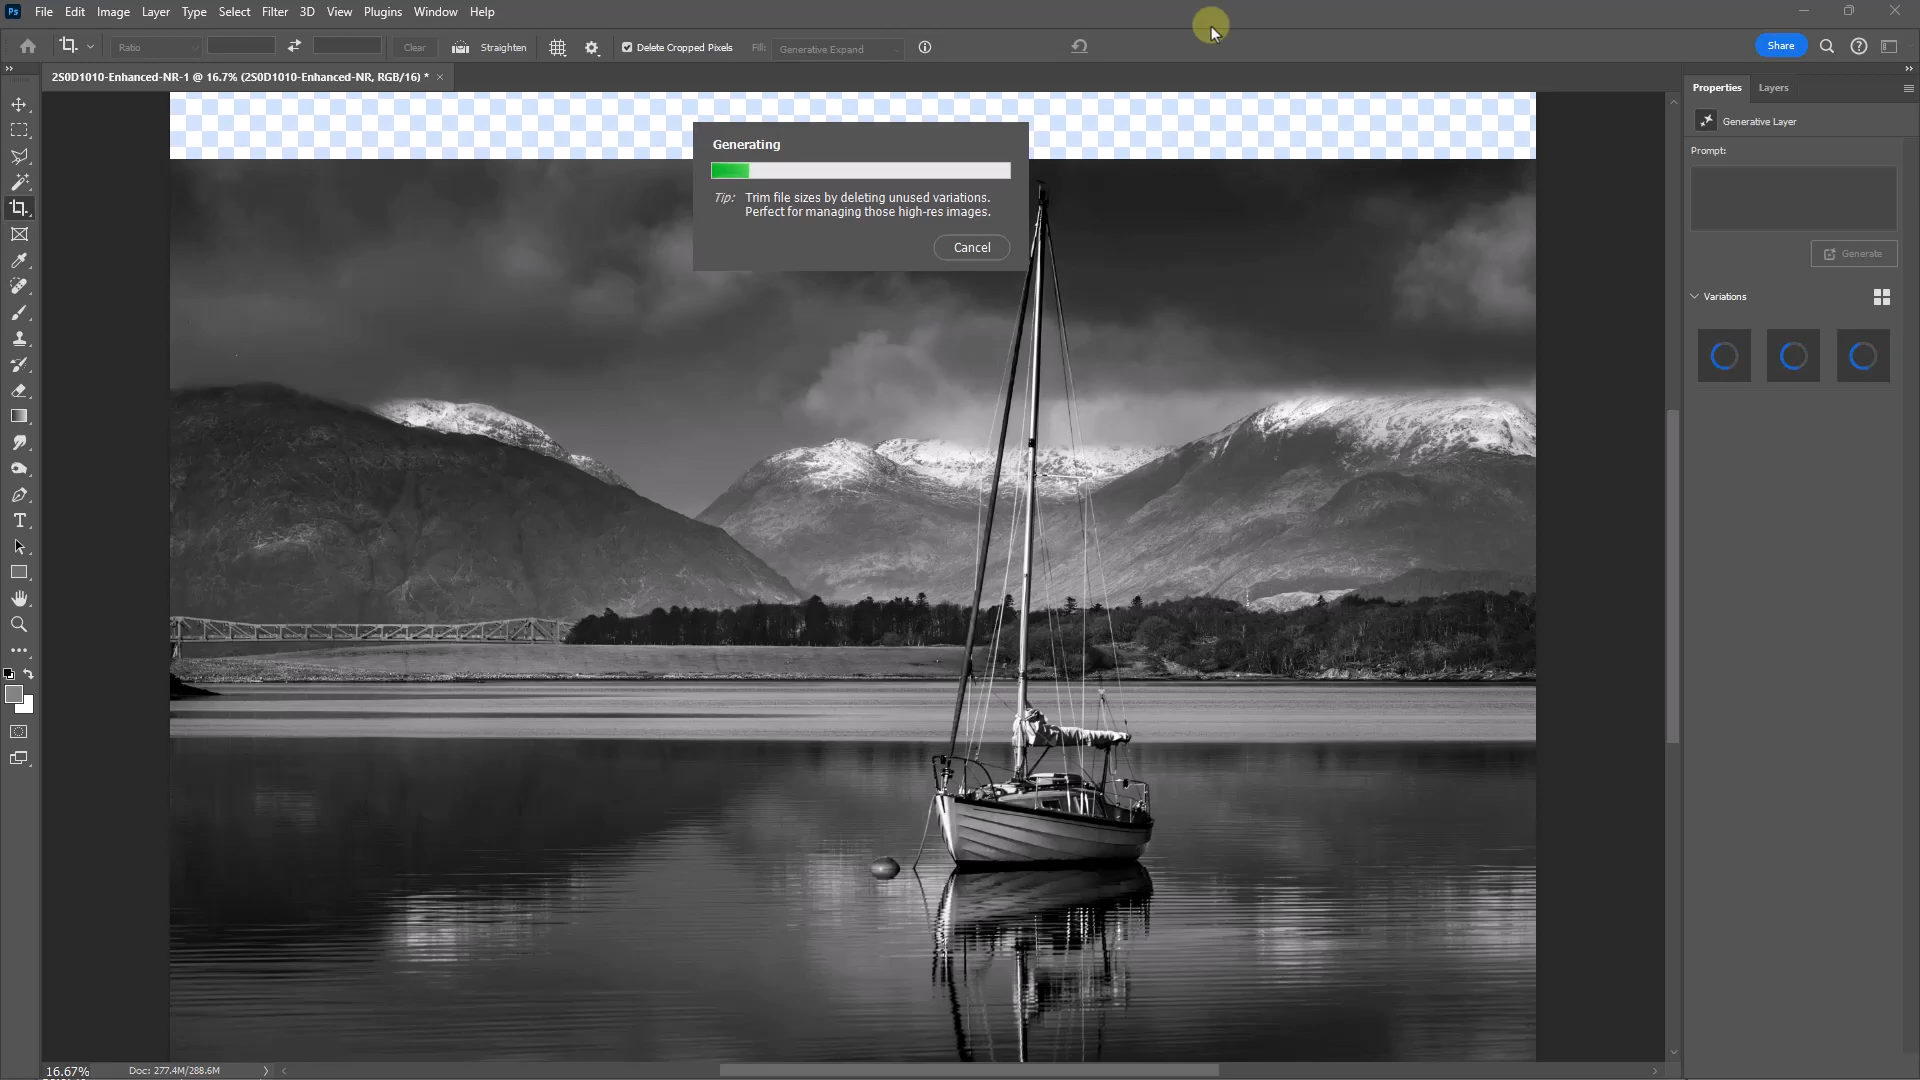 Ps File Edit Image Layer Type Select Filter 3D View Plugins Window Help
Ratio Clear Straighten Delete Cropped Pixels Fill: Generative Expand Share
2S0D1010-Enhanced-NR-1 @ 16.7% (2S0D1010-Enhanced-NR, RGB/16) * ×
Properties Layers
Generative Layer
Prompt:
Generate
Variations
Generating
Tip: Trim file sizes by deleting unused variations.
Perfect for managing those high-res images.
Cancel
16.67% Doc: 277.4M/288.6M